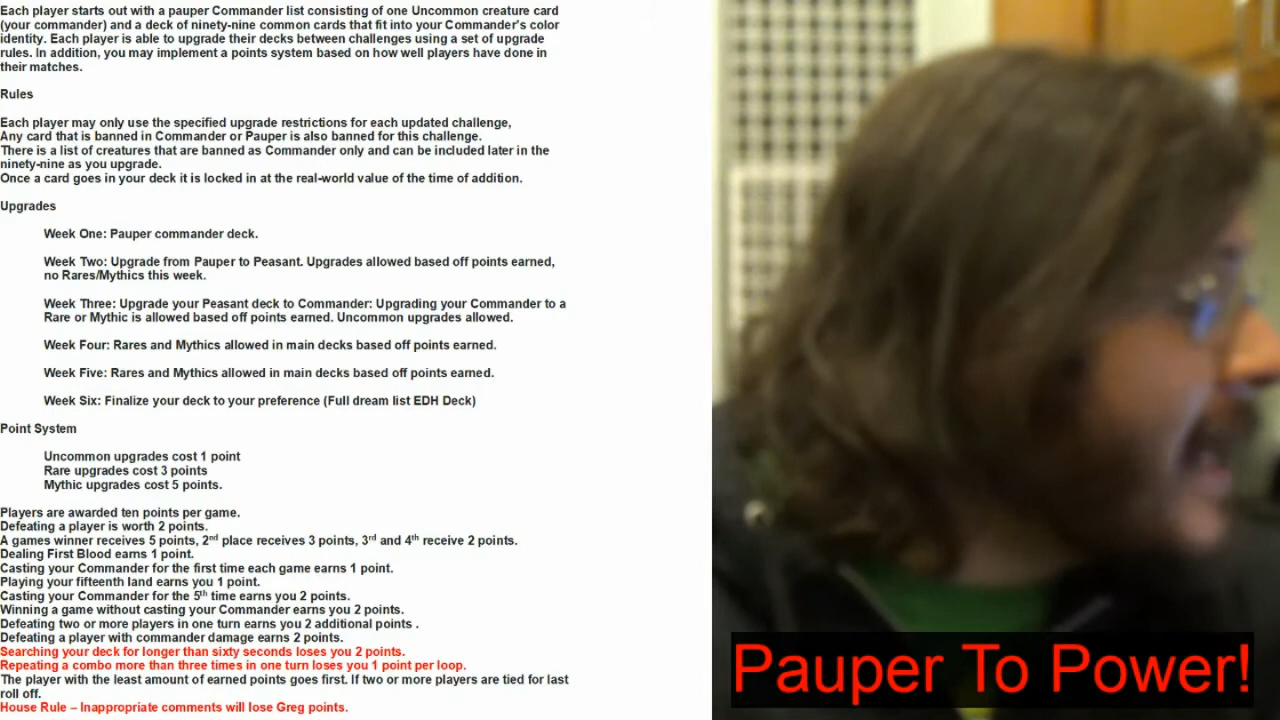 Each player starts out with a pauper Commander list consisting of one Uncommon creature card
(your commander) and a deck of ninety-nine common cards that fit into your Commander's color
identity. Each player is able to upgrade their decks between challenges using a set of upgrade
rules. In addition, you may implement a points system based on how well players have done in
their matches.
Rules
Each player may only use the specified upgrade restrictions for each updated challenge,
Any card that is banned in Commander or Pauper is also banned for this challenge.
There is a list of creatures that are banned as Commander only and can be included later in the
ninety-nine as you upgrade.
Once a card goes in your deck it is locked in at the real-world value of the time of addition.
Upgrades
Week One: Pauper commander deck.
Week Two: Upgrade from Pauper to Peasant. Upgrades allowed based off points earned,
no Rares/Mythics this week.
Week Three: Upgrade your Peasant deck to Commander: Upgrading your Commander to a
Rare or Mythic is allowed based off points earned. Uncommon upgrades allowed.
Week Four: Rares and Mythics allowed in main decks based off points earned.
Week Five: Rares and Mythics allowed in main decks based off points earned.
Week Six: Finalize your deck to your preference (Full dream list EDH Deck)
Point System
Uncommon upgrades cost 1 point
Rare upgrades cost 3 points
Mythic upgrades cost 5 points.
Players are awarded ten points per game.
Defeating a player is worth 2 points.
A games winner receives 5 points, 2nd place receives 3 points, 3rd and 4th receive 2 points.
Dealing First Blood earns 1 point.
Casting your Commander for the first time each game earns 1 point.
Playing your fifteenth land earns you 1 point.
Casting your Commander for the 5th time earns you 2 points.
Winning a game without casting your Commander earns you 2 points.
Defeating two or more players in one turn earns you 2 additional points .
Defeating a player with commander damage earns 2 points.
Searching your deck for longer than sixty seconds loses you 2 points.
Repeating a combo more than three times in one turn loses you 1 point per loop.
The player with the least amount of earned points goes first. If two or more players are tied for last
roll off.
House Rule – Inappropriate comments will lose Greg points.
Pauper To Power!